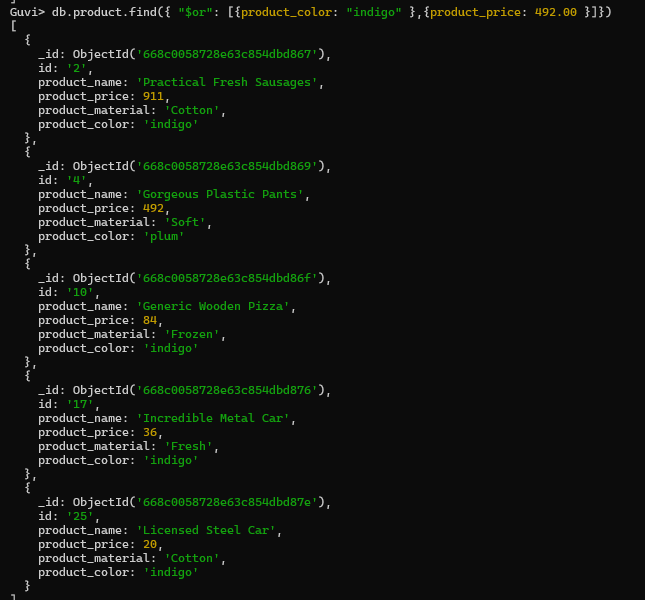 Guvi> db.product.find({ "$or": [{product_color: "indigo" },{product_price: 492.00 }]})
[
  {
    _id: ObjectId('668c0058728e63c854dbd867'),
    id: '2',
    product_name: 'Practical Fresh Sausages',
    product_price: 911,
    product_material: 'Cotton',
    product_color: 'indigo'
  },
  {
    _id: ObjectId('668c0058728e63c854dbd869'),
    id: '4',
    product_name: 'Gorgeous Plastic Pants',
    product_price: 492,
    product_material: 'Soft',
    product_color: 'plum'
  },
  {
    _id: ObjectId('668c0058728e63c854dbd86f'),
    id: '10',
    product_name: 'Generic Wooden Pizza',
    product_price: 84,
    product_material: 'Frozen',
    product_color: 'indigo'
  },
  {
    _id: ObjectId('668c0058728e63c854dbd876'),
    id: '17',
    product_name: 'Incredible Metal Car',
    product_price: 36,
    product_material: 'Fresh',
    product_color: 'indigo'
  },
  {
    _id: ObjectId('668c0058728e63c854dbd87e'),
    id: '25',
    product_name: 'Licensed Steel Car',
    product_price: 20,
    product_material: 'Cotton',
    product_color: 'indigo'
  }
]